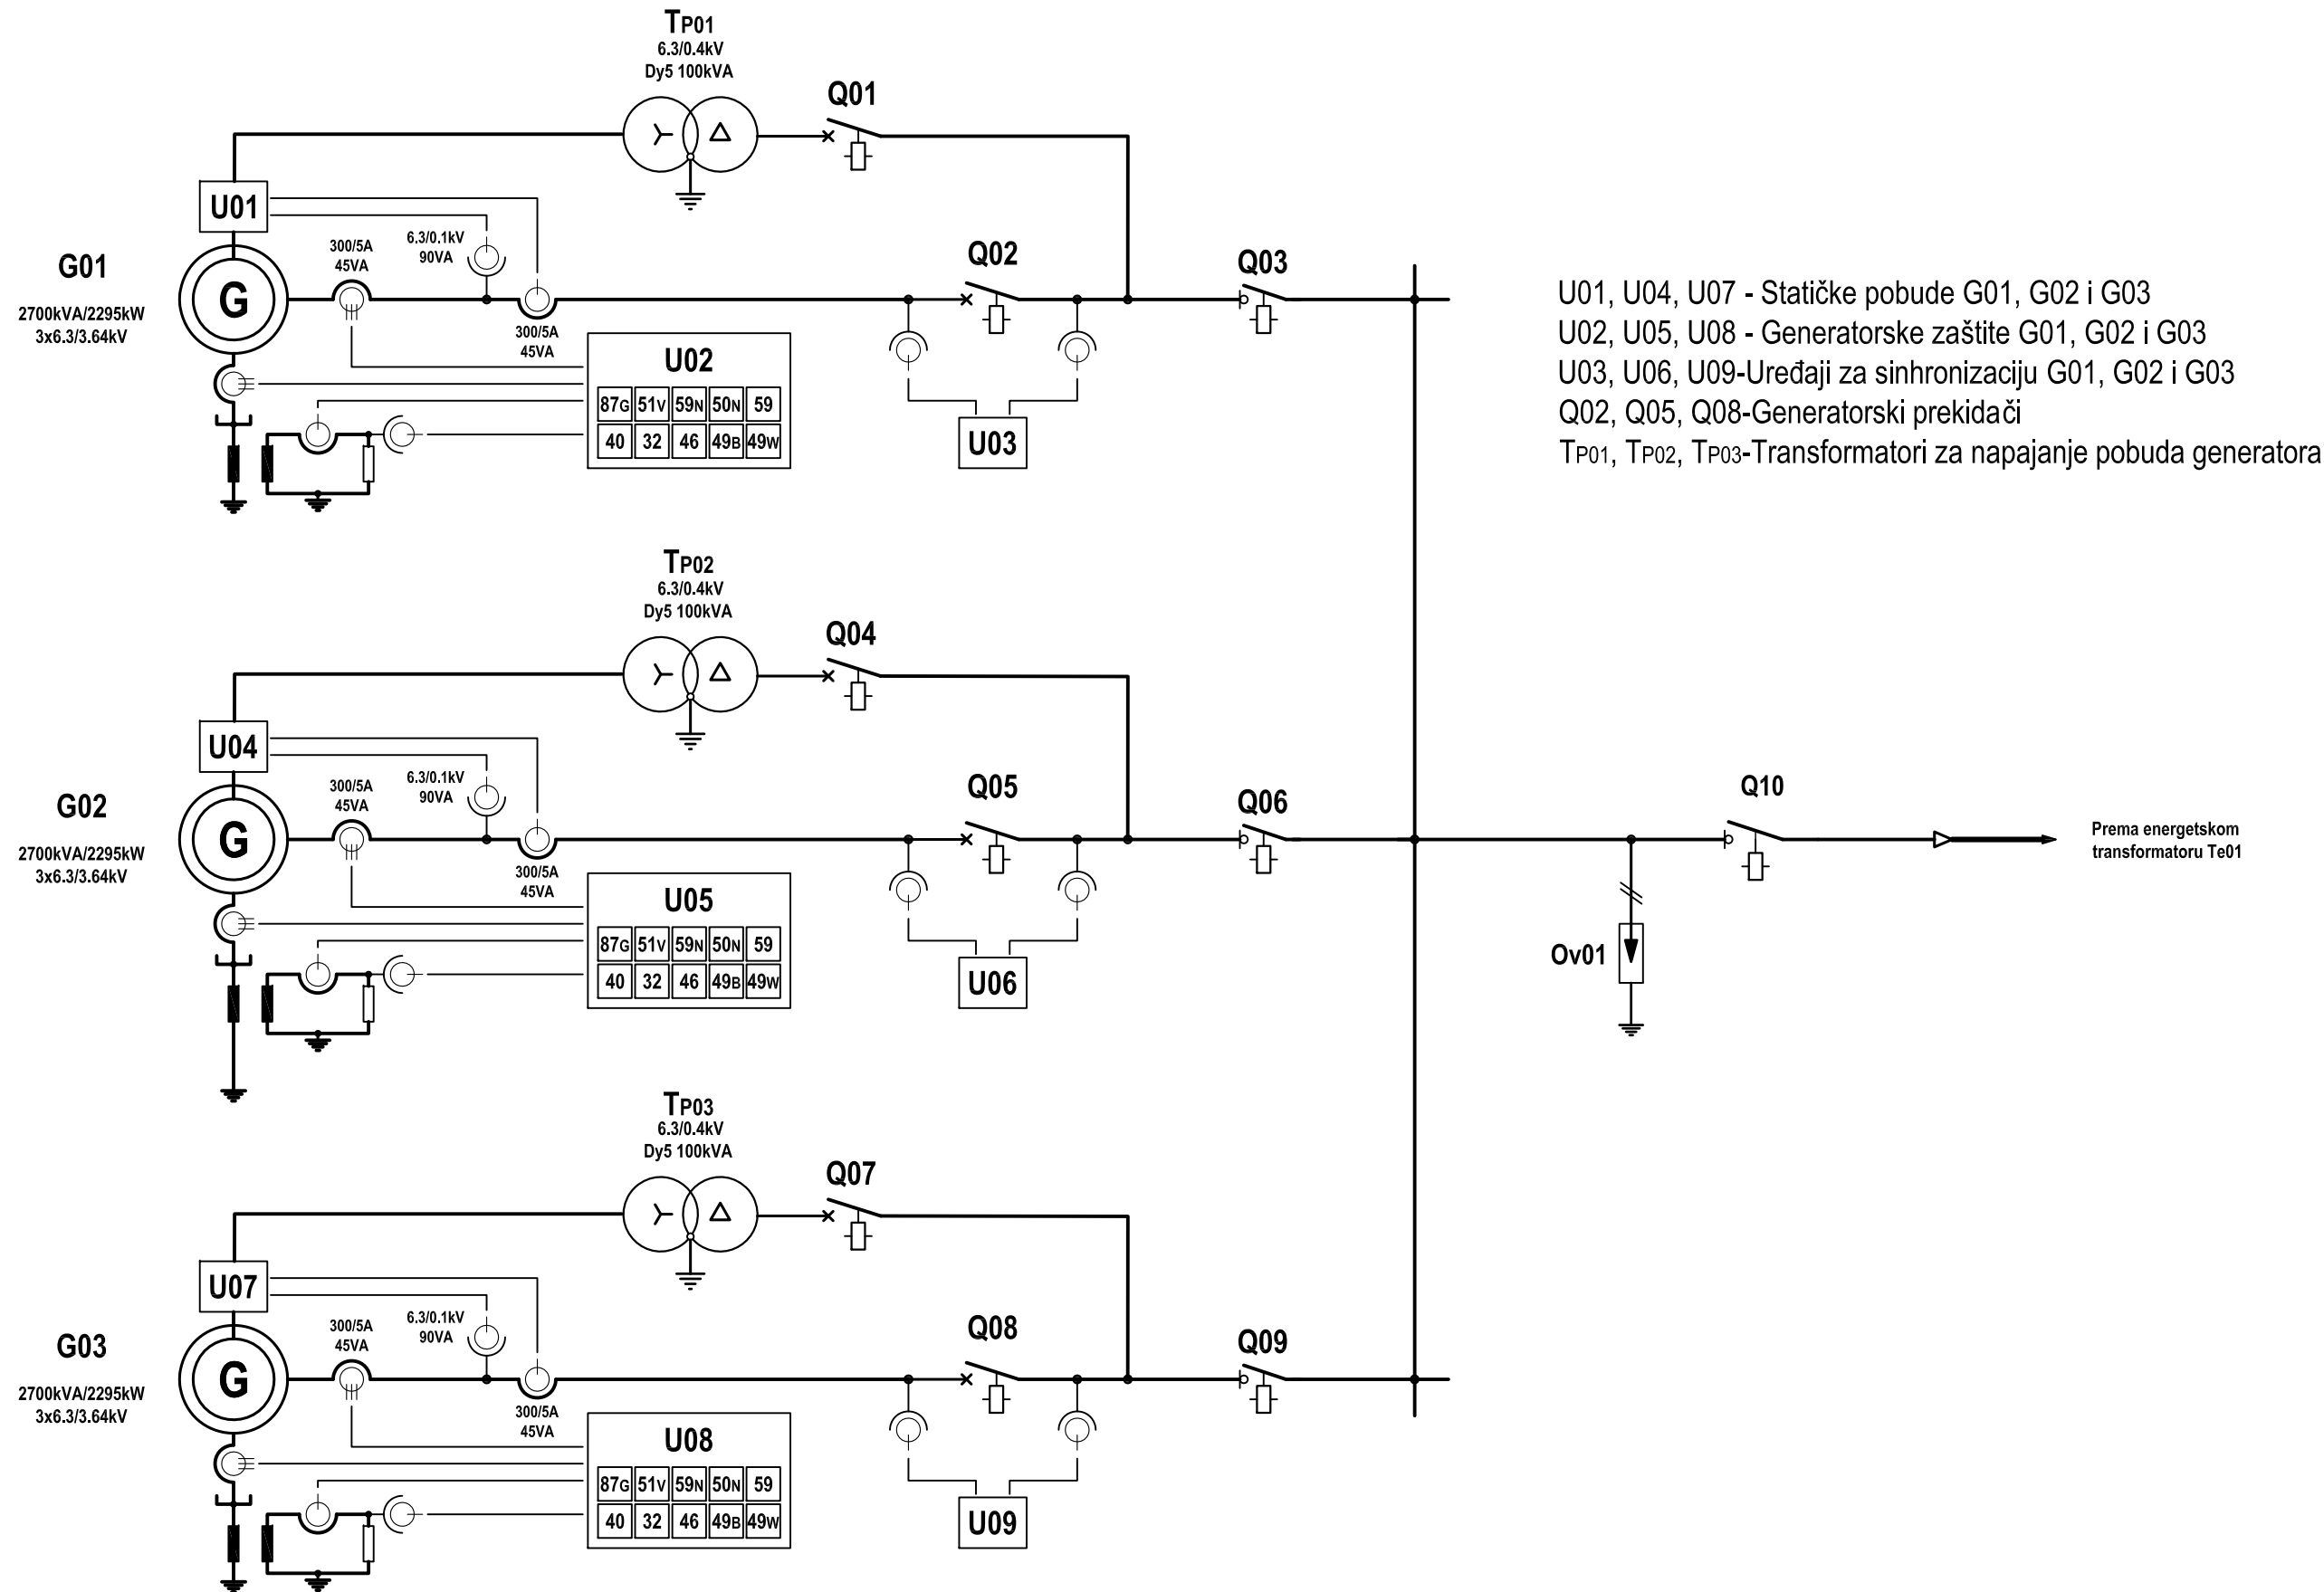 TP01
6.3/0.4kV
Dy5 100kVA
Q01
U01
G01
2700kVA/2295kW
3x6.3/3.64kV
G
300/5A
45VA
6.3/0.1kV
90VA
300/5A
45VA
Q02
Q03
U02
87G 51V 59N 50N 59
40 32 46 49B 49W
U03
U01, U04, U07 - Statičke pobude G01, G02 i G03
U02, U05, U08 - Generatorske zaštite G01, G02 i G03
U03, U06, U09-Uređaji za sinhronizaciju G01, G02 i G03
Q02, Q05, Q08-Generatorski prekidači
TP01, TP02, TP03-Transformatori za napajanje pobuda generatora
TP02
6.3/0.4kV
Dy5 100kVA
Q04
U04
G02
2700kVA/2295kW
3x6.3/3.64kV
G
300/5A
45VA
6.3/0.1kV
90VA
300/5A
45VA
Q05
Q06
U05
87G 51V 59N 50N 59
40 32 46 49B 49W
U06
Q10
Prema energetskom
transformatoru Te01
Ov01
TP03
6.3/0.4kV
Dy5 100kVA
Q07
U07
G03
2700kVA/2295kW
3x6.3/3.64kV
G
300/5A
45VA
6.3/0.1kV
90VA
300/5A
45VA
Q08
Q09
U08
87G 51V 59N 50N 59
40 32 46 49B 49W
U09